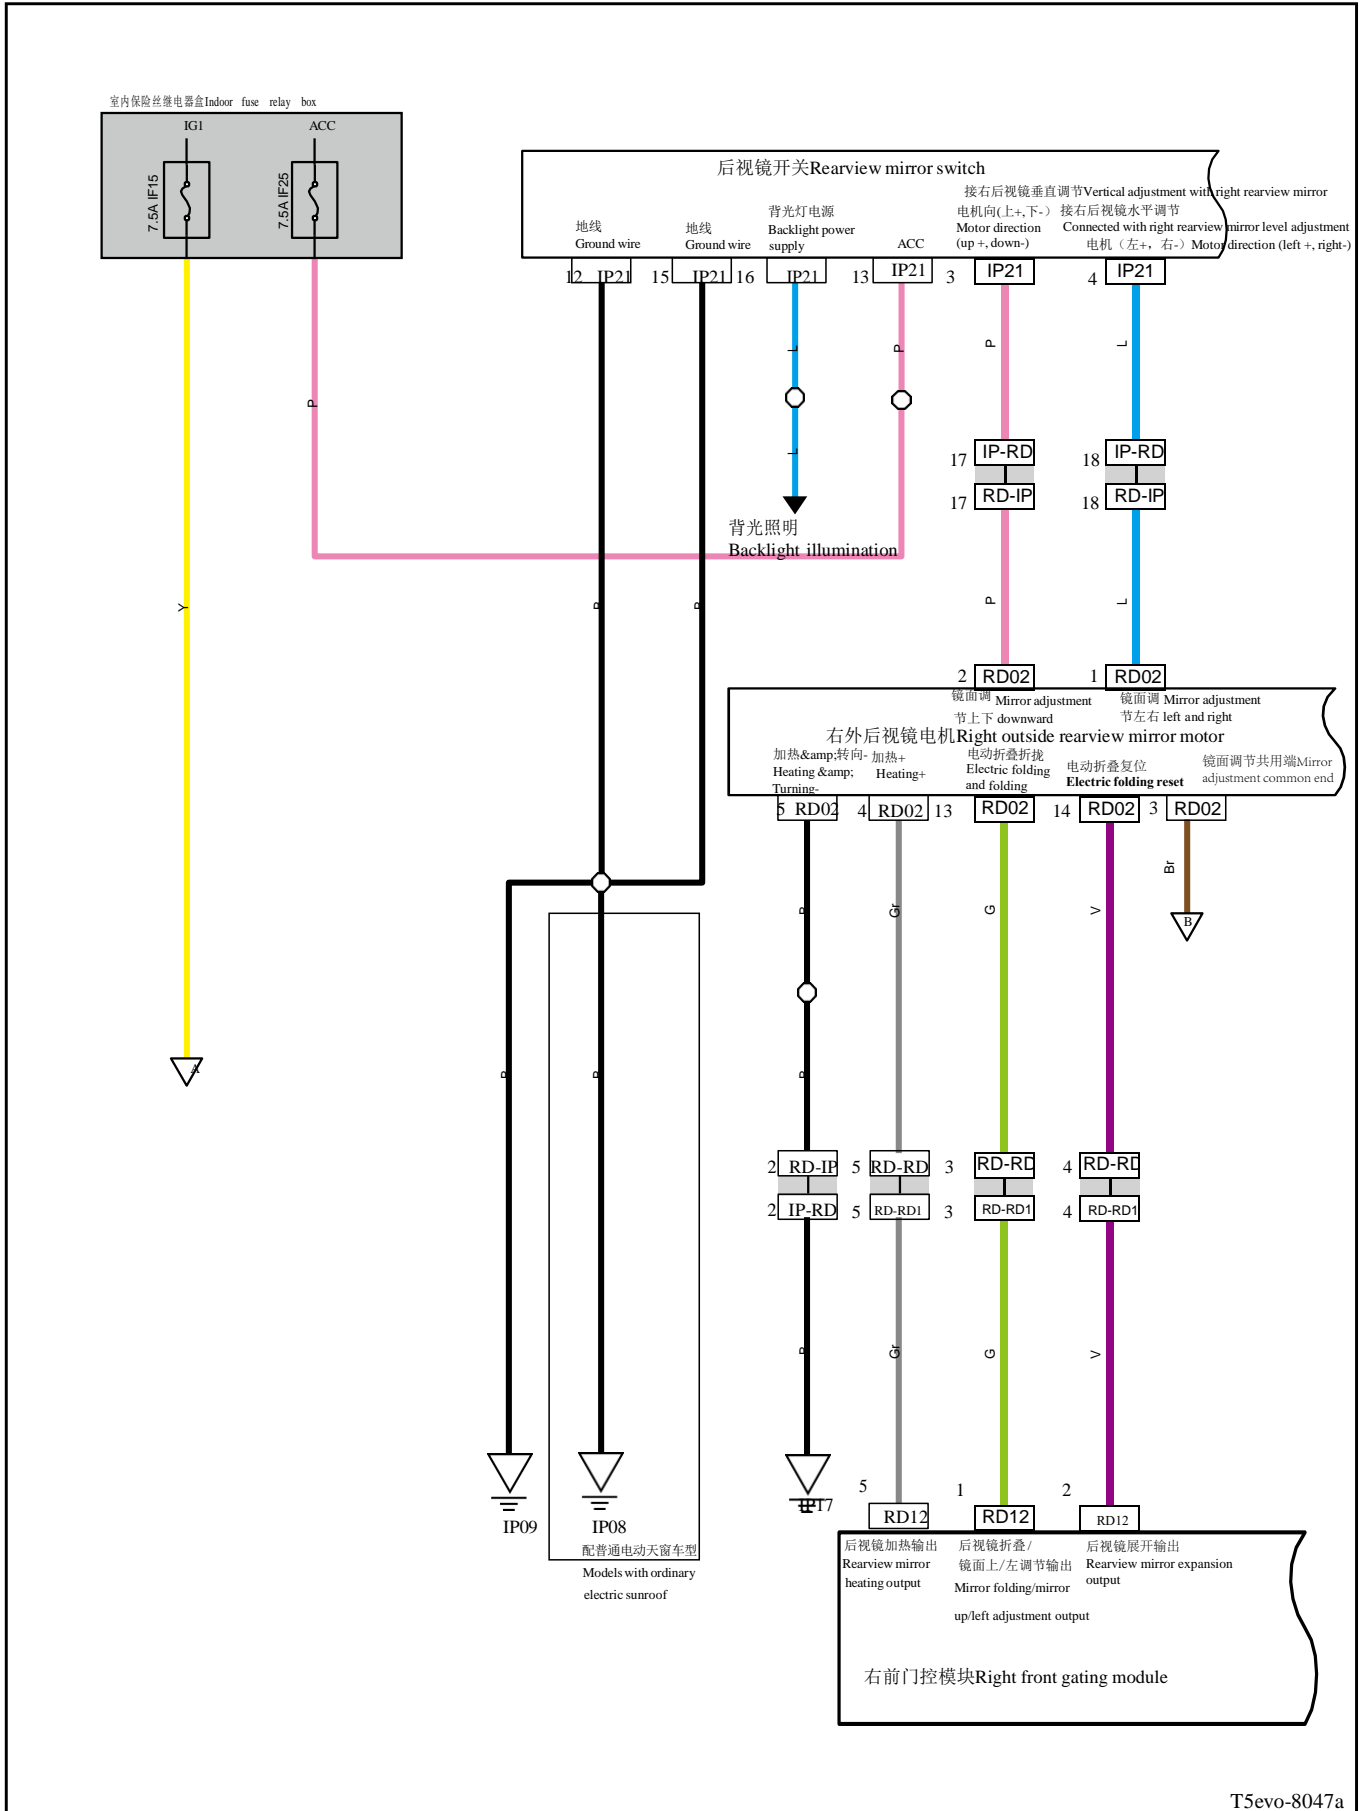 室内保险丝继电器盒Indoor fuse relay box
IG1
ACC
7.5A IF15
7.5A IF25
后视镜开关Rearview mirror switch
接右后视镜垂直调节Vertical adjustment with right rearview mirror
电机向(上+,下-)
Motor direction
(up +, down-)
接右后视镜水平调节
Connected with right rearview mirror level adjustment
电机（左+，右-）Motor direction (left +, right-)
地线
Ground wire
地线
Ground wire
背光灯电源
Backlight power
supply
ACC
12 IP21
15 IP21
16 IP21
13 IP21
3 IP21
4 IP21
L
P
P
L
P
L
17 IP-RD
18 IP-RD
17 RD-IP
18 RD-IP
背光照明
Backlight illumination
Y
B
B
P
L
2 RD02
1 RD02
镜面调 Mirror adjustment
节上下 downward
镜面调 Mirror adjustment
节左右 left and right
右外后视镜电机Right outside rearview mirror motor
加热&amp;转向-
Heating &amp;
Turning-
加热+
Heating+
电动折叠折拢
Electric folding
and folding
电动折叠复位
Electric folding reset
镜面调节共用端Mirror
adjustment common end
5 RD02
4 RD02
13 RD02
14 RD02
3 RD02
Br
B
Gr
G
V
B
A
B
B
B
2 RD-IP
5 RD-RD
3 RD-RD
4 RD-RD
2 IP-RD
5 RD-RD1
3 RD-RD1
4 RD-RD1
B
Gr
G
V
IP09
IP08
IP17
配普通电动天窗车型
Models with ordinary
electric sunroof
5 RD12
1 RD12
2 RD12
后视镜加热输出
Rearview mirror
heating output
后视镜折叠/
镜面上/左调节输出
Mirror folding/mirror
up/left adjustment output
后视镜展开输出
Rearview mirror expansion
output
右前门控模块Right front gating module
T5evo-8047a